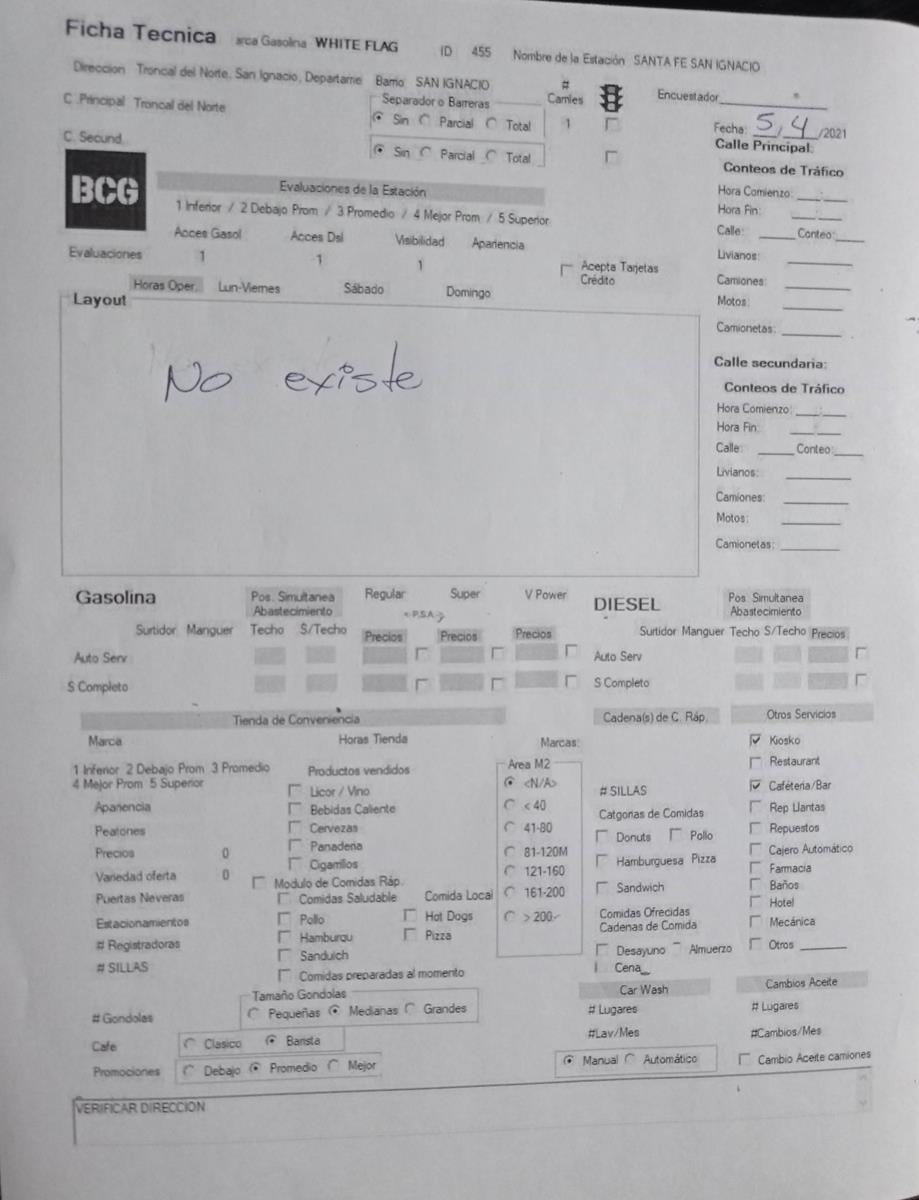 Ficha Tecnica arca Gasolina WHITE FLAG ID 455 Nombre de la Estación SANTA FE SAN IGNACIO
Direccion Troncal del Norte, San Ignacio, Departame Barrio SAN IGNACIO
C .Principal Troncal del Norte
C. Secund.
Separador o Barreras
Sin Parcial Total
Sin Parcial Total
# Carriles
1
Encuestador
Fecha: 5, 4 /2021
BCG
Evaluaciones de la Estación
1 Inferior / 2 Debajo Prom / 3 Promedio / 4 Mejor Prom / 5 Superior
Acces Gasol Acces Dsl Visibilidad Apariencia
Evaluaciones 1 1 1
Acepta Tarjetas
Crédito
Horas Oper. Lun-Viernes Sábado Domingo
Layout
No existe
Calle Principal:
Conteos de Tráfico
Hora Comienzo: __:__
Hora Fin: __:__
Calle: ____ Conteo:____
Livianos:
Camiones:
Motos:
Camionetas:
Calle secundaria:
Conteos de Tráfico
Hora Comienzo: __:__
Hora Fin: __:__
Calle: ____ Conteo:____
Livianos:
Camiones:
Motos:
Camionetas:
Gasolina
Pos. Simultanea
Abastecimiento
Regular Super V Power
< P.S.A >
Surtidor Manguer Techo S/Techo Precios Precios Precios
Auto Serv
S Completo
DIESEL
Pos. Simultanea
Abastecimiento
Surtidor Manguer Techo S/Techo Precios
Auto Serv
S Completo
Tienda de Conveniencia
Marca Horas Tienda Marcas:
1 Inferior 2 Debajo Prom 3 Promedio
4 Mejor Prom 5 Superior
Apariencia
Peatones
Precios 0
Variedad oferta 0
Puertas Neveras
Estacionamientos
# Registradoras
# SILLAS
# Gondolas
Cafe Clasico Barista
Promociones Debajo Promedio Mejor
Productos vendidos
Licor / Vino
Bebidas Caliente
Cervezas
Panaderia
Cigarrillos
Modulo de Comidas Ráp.
Comidas Saludable Comida Local
Pollo Hot Dogs
Hamburgu Pizza
Sanduich
Comidas preparadas al momento
Tamaño Gondolas
Pequeñas Medianas Grandes
Area M2
<N/A>
< 40
41-80
81-120M
121-160
161-200
> 200-
Cadena(s) de C. Ráp.
# SILLAS
Catgorias de Comidas
Donuts Pollo
Hamburguesa Pizza
Sandwich
Comidas Ofrecidas
Cadenas de Comida
Desayuno Almuerzo
Cena
Car Wash
# Lugares
#Lav/Mes
Manual Automático
Otros Servicios
Kiosko
Restaurant
Caféteria/Bar
Rep Llantas
Repuestos
Cajero Automático
Farmacia
Baños
Hotel
Mecánica
Otros
Cambios Aceite
# Lugares
#Cambios/Mes
Cambio Aceite camiones
VERIFICAR DIRECCION